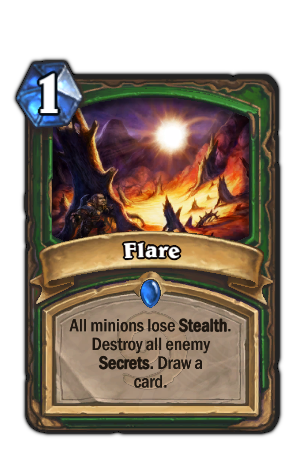 1
Flare
All minions lose Stealth.
Destroy all enemy
Secrets. Draw a
card.